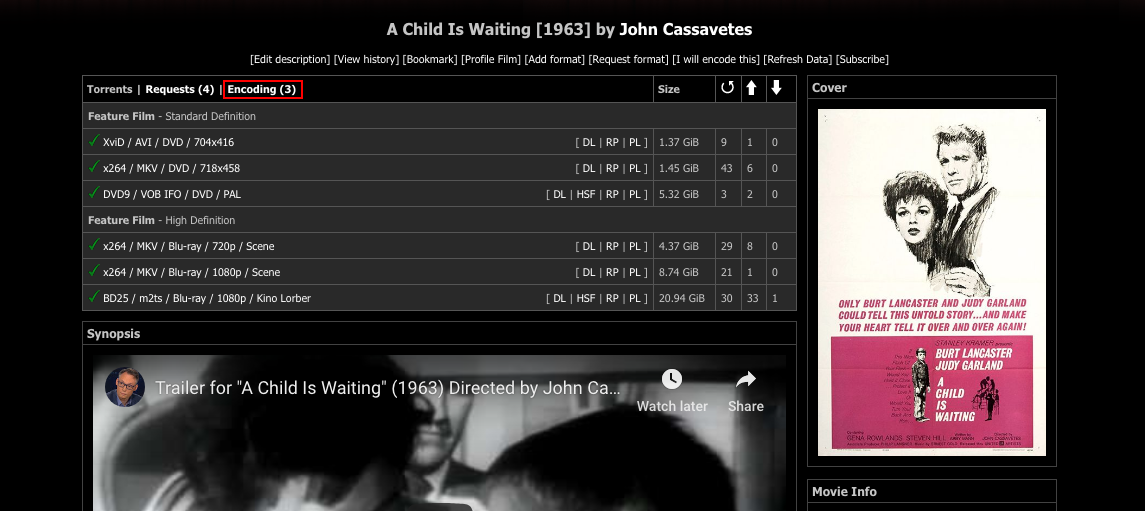 A Child Is Waiting [1963] by John Cassavetes
[Edit description] [View history] [Bookmark] [Profile Film] [Add format] [Request format] [I will encode this] [Refresh Data] [Subscribe]
Torrents | Requests (4) | Encoding (3) Size
Feature Film - Standard Definition
XviD / AVI / DVD / 704x416 [ DL | RP | PL ] 1.37 GiB 9 1 0
x264 / MKV / DVD / 718x458 [ DL | RP | PL ] 1.45 GiB 43 6 0
DVD9 / VOB IFO / DVD / PAL [ DL | HSF | RP | PL ] 5.32 GiB 3 2 0
Feature Film - High Definition
x264 / MKV / Blu-ray / 720p / Scene [ DL | RP | PL ] 4.37 GiB 29 8 0
x264 / MKV / Blu-ray / 1080p / Scene [ DL | RP | PL ] 8.74 GiB 21 1 0
BD25 / m2ts / Blu-ray / 1080p / Kino Lorber [ DL | HSF | RP | PL ] 20.94 GiB 30 33 1
Synopsis
Trailer for "A Child Is Waiting" (1963) Directed by John Ca...
Watch later Share
Cover
ONLY BURT LANCASTER AND JUDY GARLAND
COULD TELL THIS UNTOLD STORY...AND MAKE
YOUR HEART TELL IT OVER AND OVER AGAIN!
STANLEY KRAMER
BURT LANCASTER
JUDY GARLAND
A
CHILD
IS
WAITING
GENA ROWLANDS STEVEN HILL
ABBY MANN JOHN CASSAVETES
Movie Info